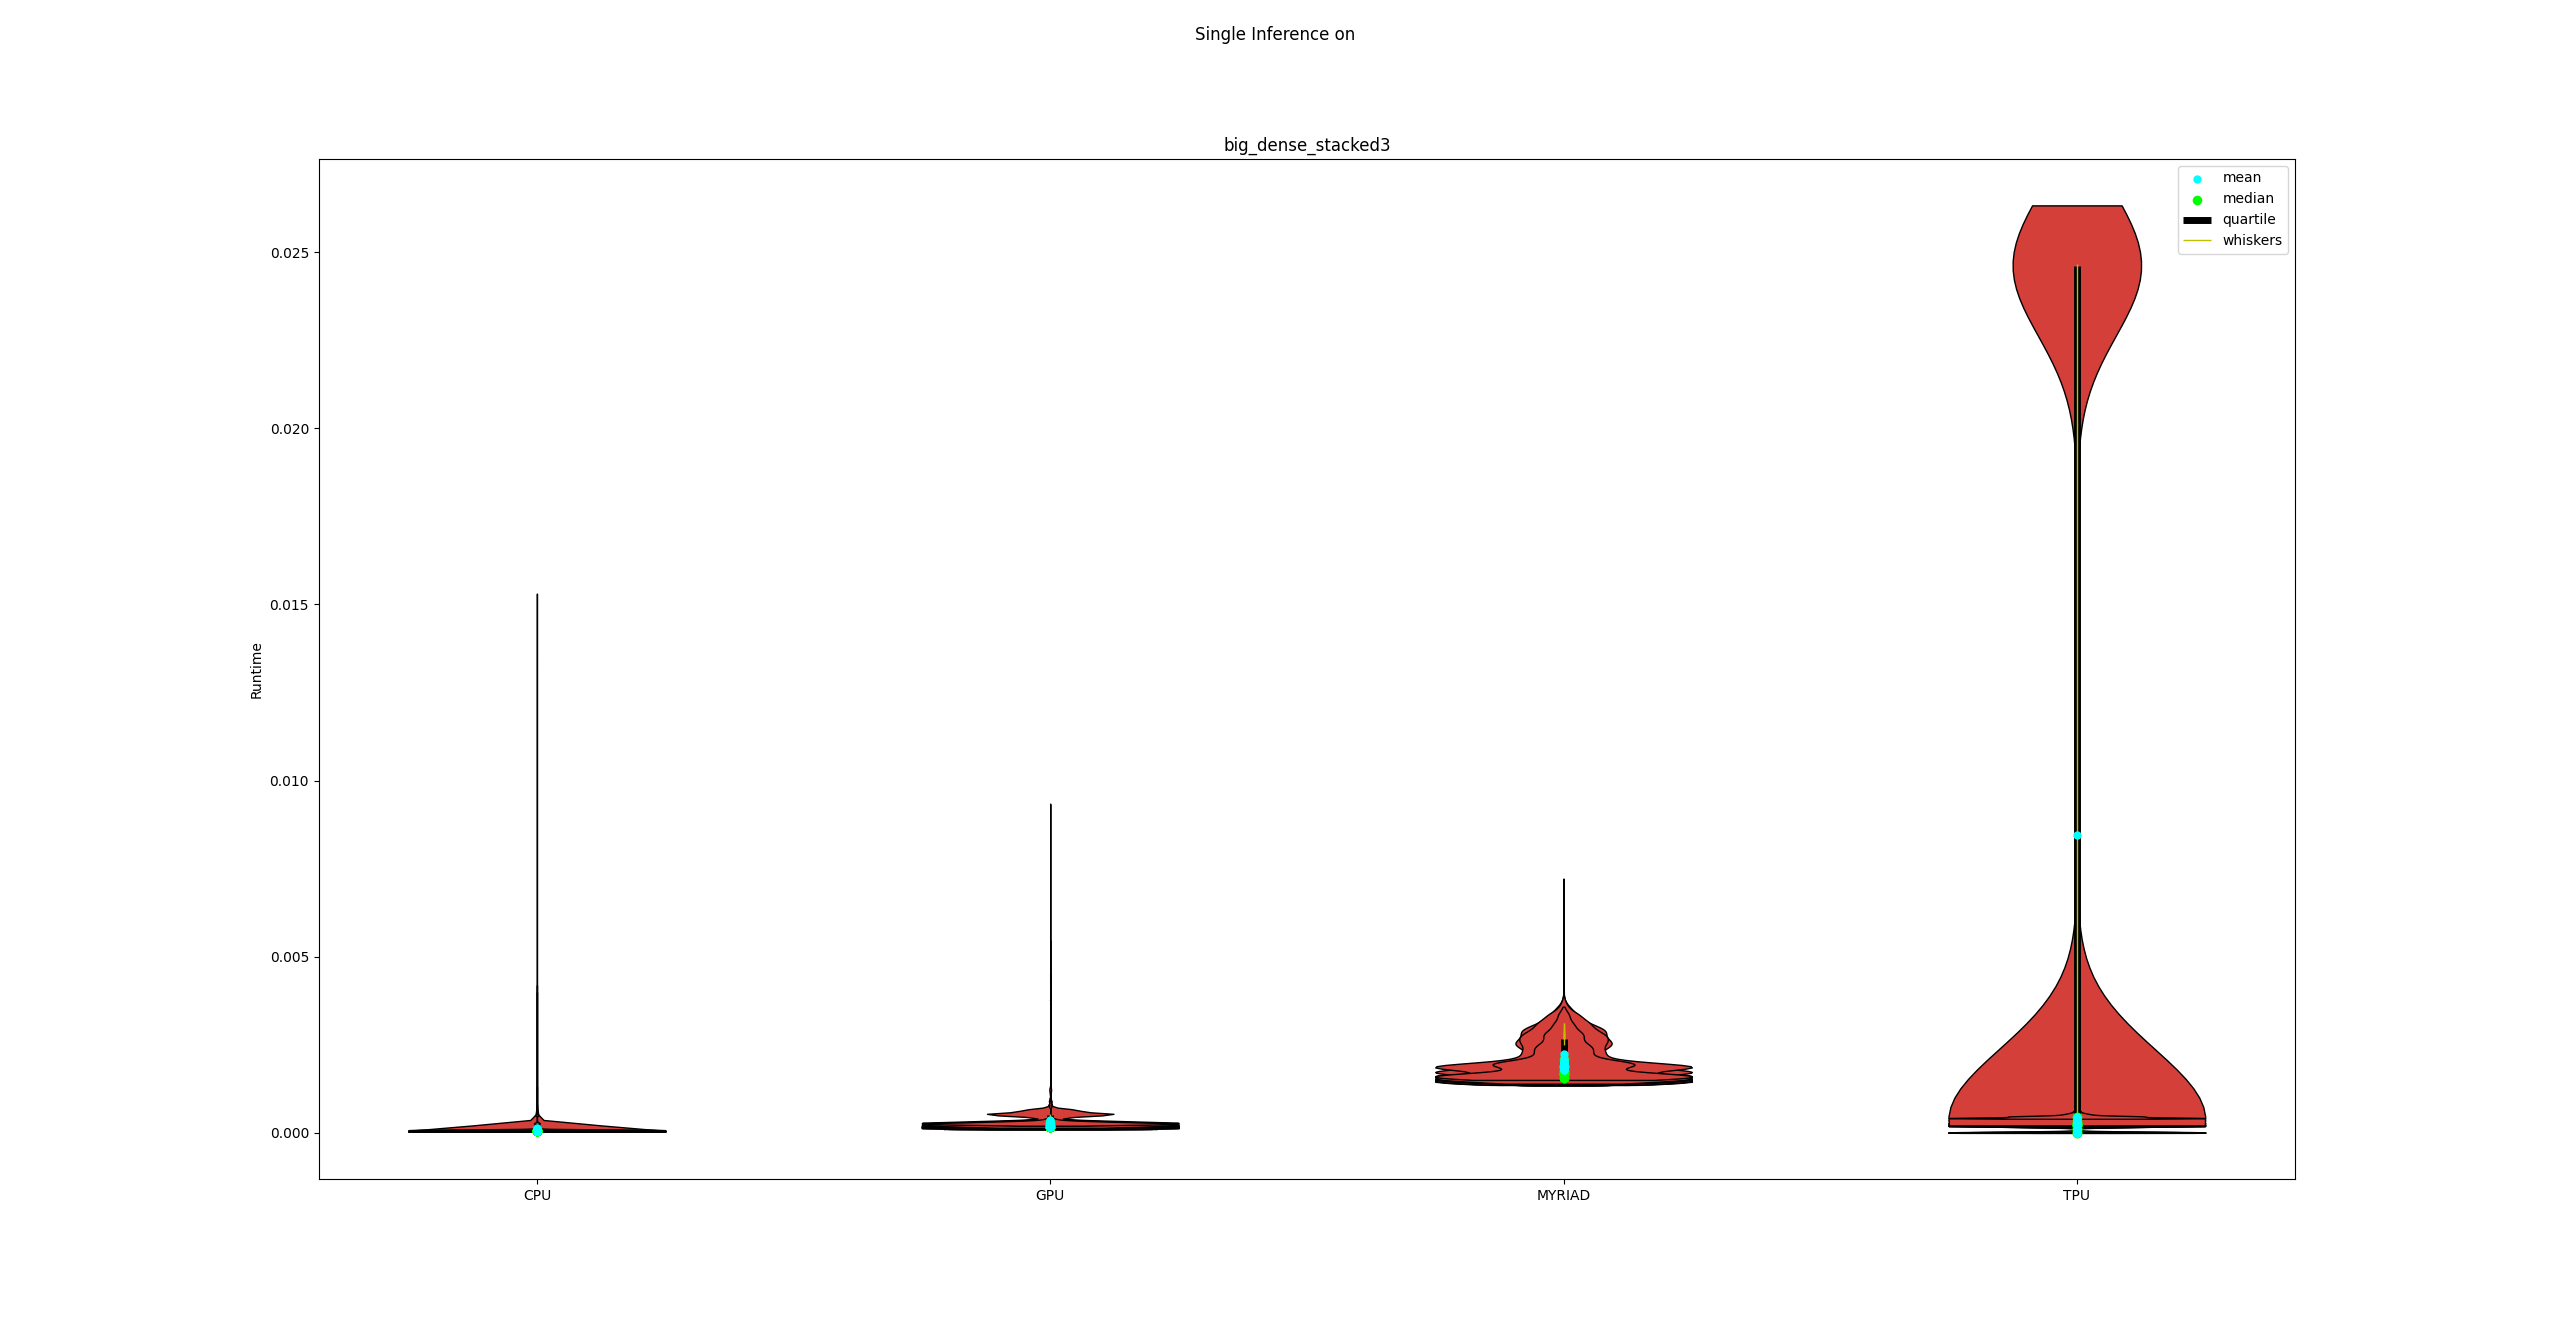 Single Inference on
big_dense_stacked3
mean
median
quartile
whiskers
Runtime
0.025
0.020
0.015
0.010
0.005
0.000
CPU
GPU
MYRIAD
TPU